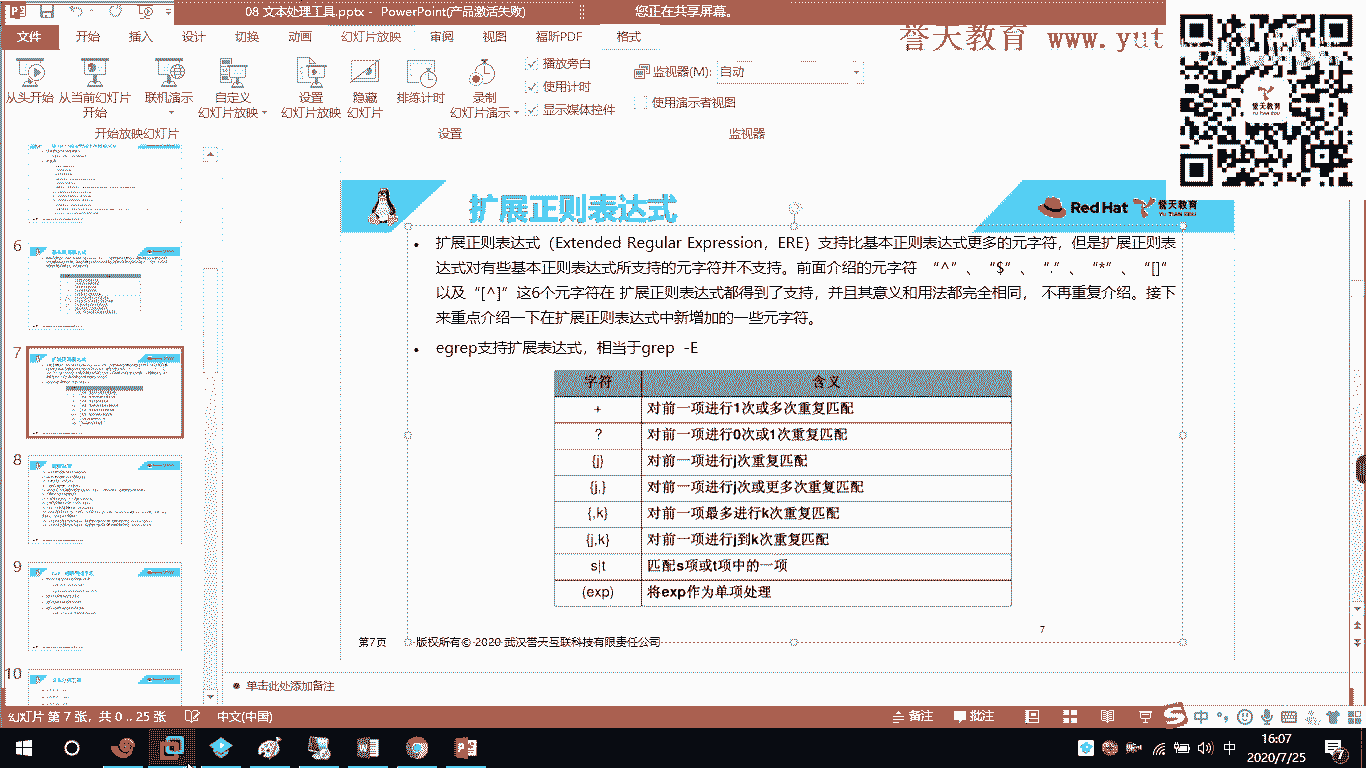 08 文本处理工具.pptx - PowerPoint(产品激活失败)
您正在共享屏幕。
文件 开始 插入 设计 切换 动画 幻灯片放映 审阅 视图 福昕PDF 格式
誉天教育 www.yut
从头开始 从当前幻灯片开始 联机演示 自定义幻灯片放映 设置幻灯片放映 隐藏幻灯片 排练计时 录制幻灯片演示
播放旁白
使用计时
显示媒体控件
监视器(M): 自动
使用演示者视图
开始放映幻灯片 设置 监视器
誉天教育
6
7
8
9
10
扩展正则表达式
Red Hat 誉天教育
YU TIAN EDU
• 扩展正则表达式（Extended Regular Expression，ERE）支持比基本正则表达式更多的元字符，但是扩展正则表
达式对有些基本正则表达式所支持的元字符并不支持。前面介绍的元字符 “^”、“$”、“.”、“*”、“[]”
以及“[^]”这6个元字符在 扩展正则表达式都得到了支持，并且其意义和用法都完全相同， 不再重复介绍。接下
来重点介绍一下在扩展正则表达式中新增加的一些元字符。
• egrep支持扩展表达式，相当于grep -E
字符 含义
+ 对前一项进行1次或多次重复匹配
? 对前一项进行0次或1次重复匹配
{j} 对前一项进行j次重复匹配
{j,} 对前一项进行j次或更多次重复匹配
{,k} 对前一项最多进行k次重复匹配
{j,k} 对前一项进行j到k次重复匹配
s|t 匹配s项或t项中的一项
(exp) 将exp作为单项处理
7
第7页 版权所有© 2020 武汉誉天互联科技有限责任公司
单击此处添加备注
幻灯片 第 7 张，共 0 .. 25 张 中文(中国) 备注 批注 中
中 16:07
2020/7/25
7